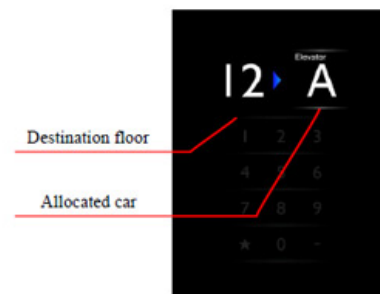 Elevator
12 A
Destination floor
1 2 3
4 5 6
Allocated car
7 8 9
* 0 -